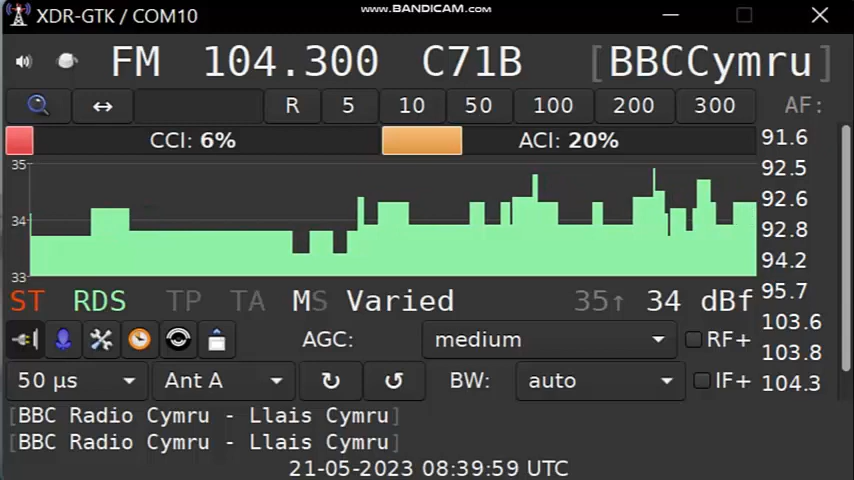 www.BANDICAM.com
XDR-GTK / COM10
FM 104.300 C71B [BBCCymru]
R 5 10 50 100 200 300 AF:
CCI: 6% ACI: 20%
91.6
92.5
92.6
92.8
94.2
95.7
103.6
103.8
104.3
35
34
33
ST RDS TP TA MS Varied 35↑ 34 dBf
AGC: medium RF+
50 µs Ant A BW: auto IF+
[BBC Radio Cymru - Llais Cymru]
[BBC Radio Cymru - Llais Cymru]
21-05-2023 08:39:59 UTC